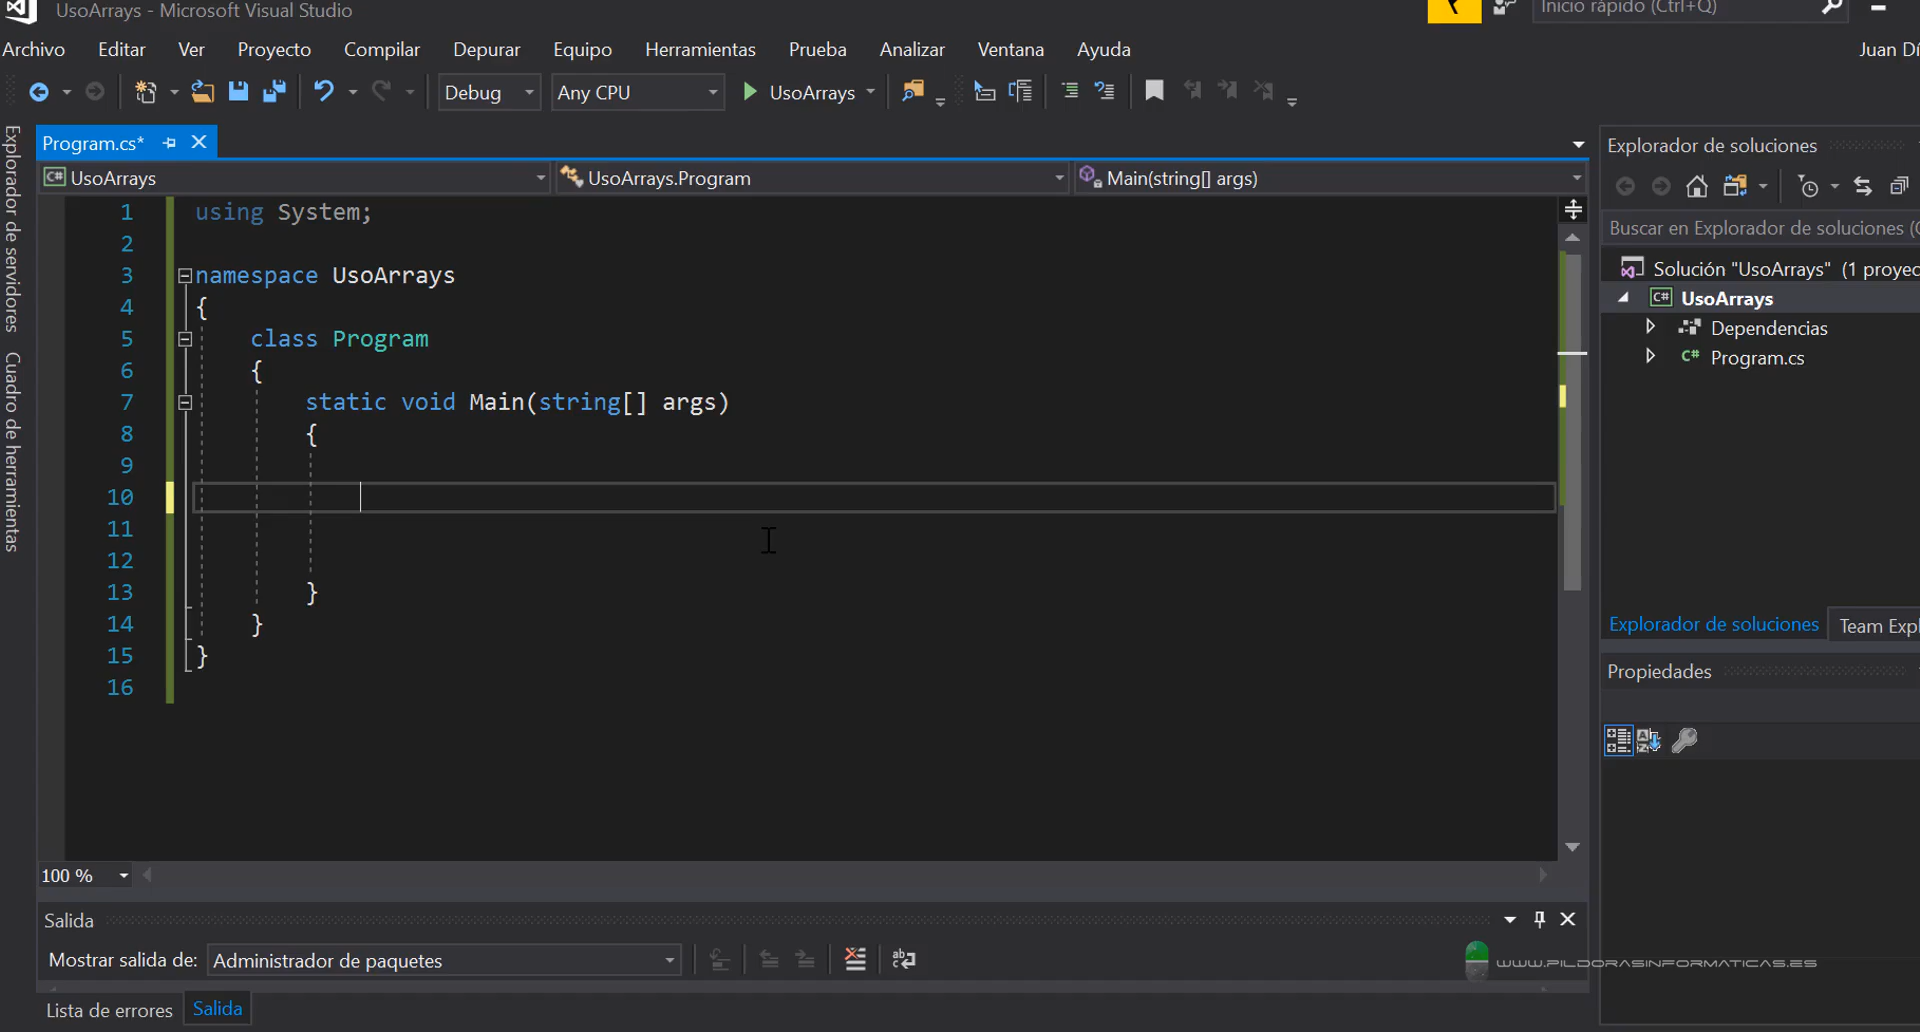 UsoArrays - Microsoft Visual Studio
Inicio rápido (Ctrl+Q)
Archivo Editar Ver Proyecto Compilar Depurar Equipo Herramientas Prueba Analizar Ventana Ayuda
Juan Dí
Debug Any CPU UsoArrays
Explorador de servidores
Cuadro de herramientas
Program.cs*
UsoArrays UsoArrays.Program Main(string[] args)
1 using System;
2
3 namespace UsoArrays
4 {
5 class Program
6 {
7 static void Main(string[] args)
8 {
9
10
11
12
13 }
14 }
15 }
16
100 %
Explorador de soluciones
Buscar en Explorador de soluciones (
Solución "UsoArrays" (1 proyec
C# UsoArrays
Dependencias
C# Program.cs
Explorador de soluciones Team Expl
Propiedades
Salida
Mostrar salida de: Administrador de paquetes
Lista de errores Salida
WWW.PILDORASINFORMATICAS.ES